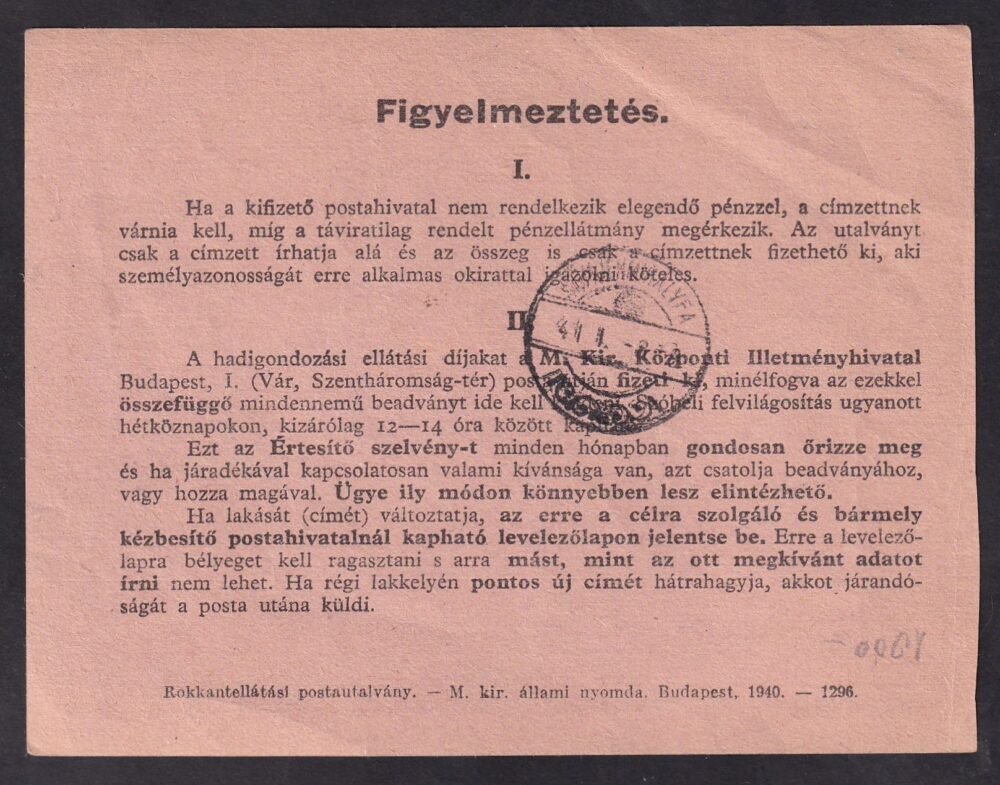 Figyelmeztetés.
I.
Ha a kifizető postahivatal nem rendelkezik elegendő pénzzel, a címzettnek
várnia kell, míg a táviratilag rendelt pénzellátmány megérkezik. Az utalványt
csak a címzett írhatja alá és az összeg is csak a címzettnek fizethető ki, aki
személyazonosságát erre alkalmas okirattal igazolni köteles.
II.
A hadigondozási ellátási díjakat a M. Kir. Központi Illetményhivatal
Budapest, I. (Vár, Szentháromság-tér) postautján fizeti ki, minélfogva az ezekkel
összefüggő mindennemű beadványt ide kell Szóbeli felvilágosítás ugyanott
hétköznapokon, kizárólag 12—14 óra között kapható.
Ezt az Értesítő szelvény-t minden hónapban gondosan őrizze meg
és ha járadékával kapcsolatosan valami kívánsága van, azt csatolja beadványához,
vagy hozza magával. Ügye ily módon könnyebben lesz elintézhető.
Ha lakását (címét) változtatja, az erre a célra szolgáló és bármely
kézbesítő postahivatalnál kapható levelezőlapon jelentse be. Erre a levelező-
lapra bélyeget kell ragasztani s arra mást, mint az ott megkívánt adatot
írni nem lehet. Ha régi lakkelyén pontos új címét hátrahagyja, akkot járandó-
ságát a posta utána küldi.
Rokkantellátási postautalvány. — M. kir. állami nyomda. Budapest, 1940. — 1296.
41 I.